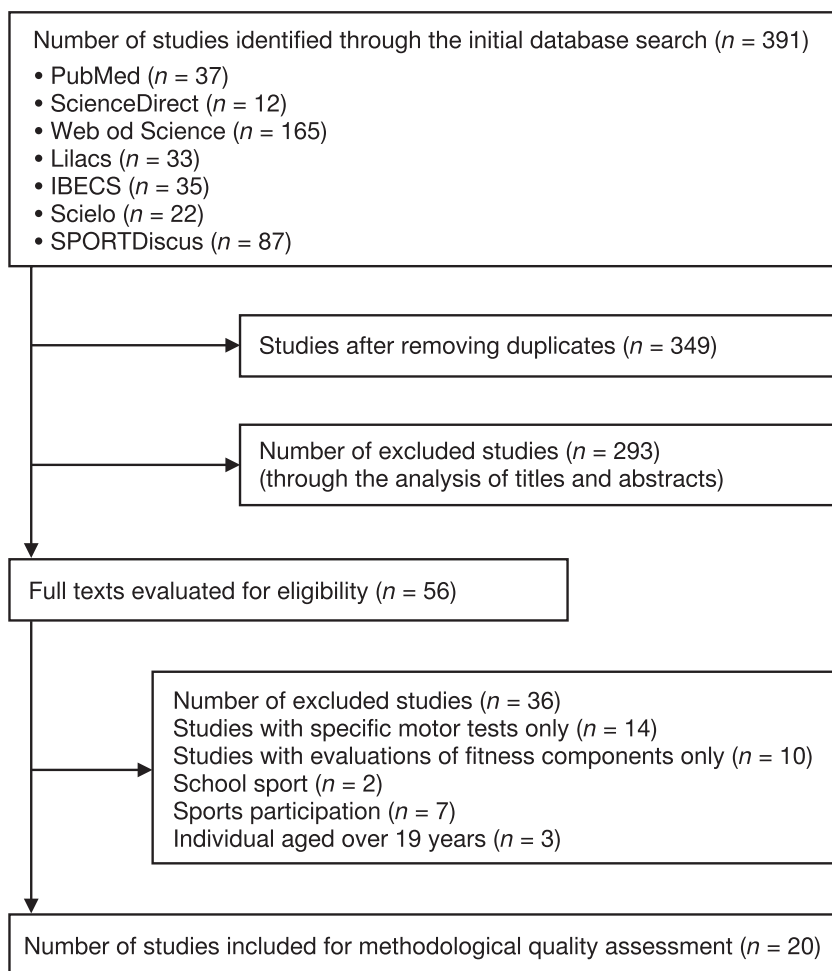 Number of studies identified through the initial database search (n = 391)
• PubMed (n = 37)
• ScienceDirect (n = 12)
• Web od Science (n = 165)
• Lilacs (n = 33)
• IBECS (n = 35)
• Scielo (n = 22)
• SPORTDiscus (n = 87)
Studies after removing duplicates (n = 349)
Number of excluded studies (n = 293)
(through the analysis of titles and abstracts)
Full texts evaluated for eligibility (n = 56)
Number of excluded studies (n = 36)
Studies with specific motor tests only (n = 14)
Studies with evaluations of fitness components only (n = 10)
School sport (n = 2)
Sports participation (n = 7)
Individual aged over 19 years (n = 3)
Number of studies included for methodological quality assessment (n = 20)